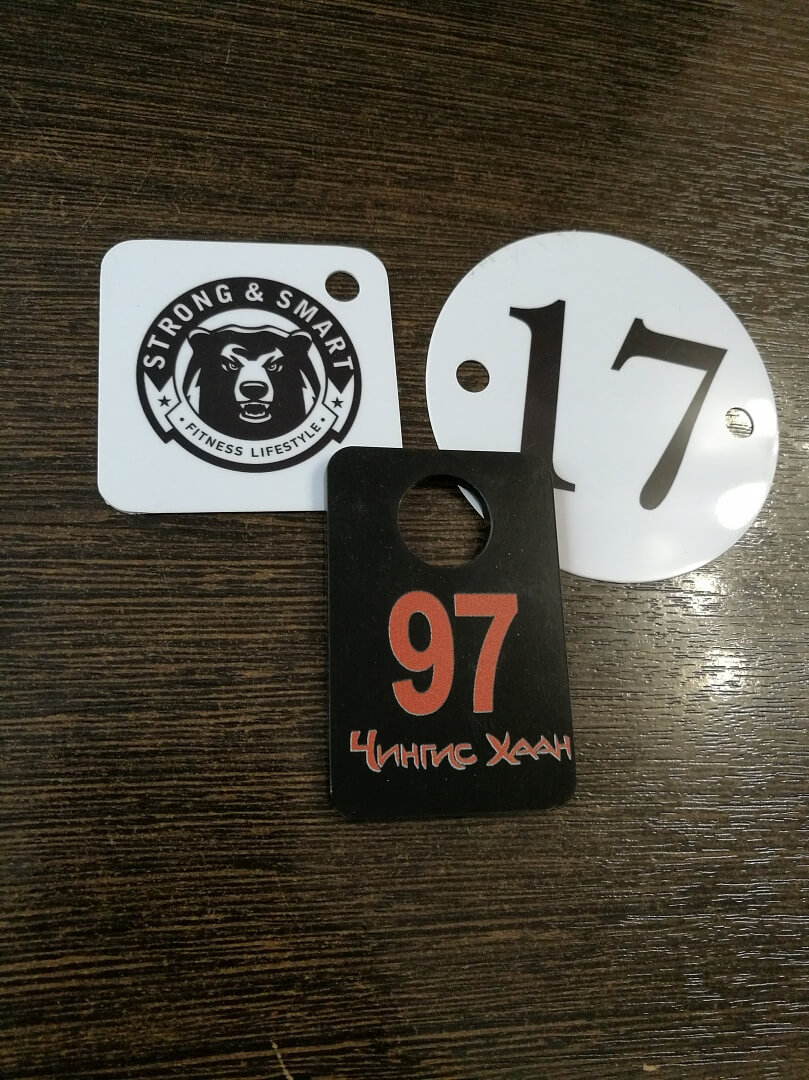 STRONG & SMART
• FITNESS LIFESTYLE •
17
97
Чингис Хаан